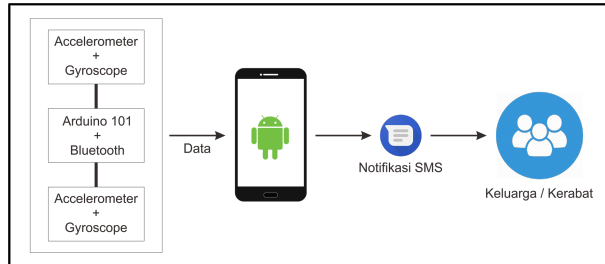 Accelerometer
+
Gyroscope
Arduino 101
+
Bluetooth
Accelerometer
+
Gyroscope
Data
Notifikasi SMS
Keluarga / Kerabat